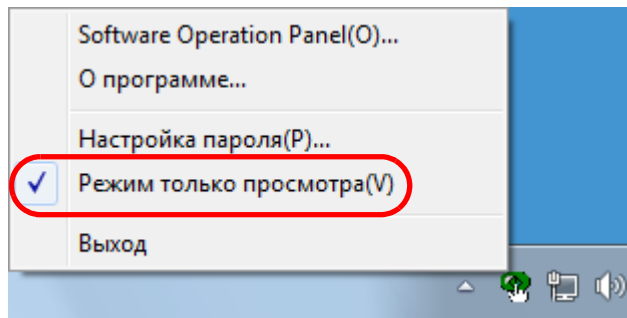 Software Operation Panel(O)...
О программе...
Настройка пароля(P)...
Режим только просмотра(V)
Выход